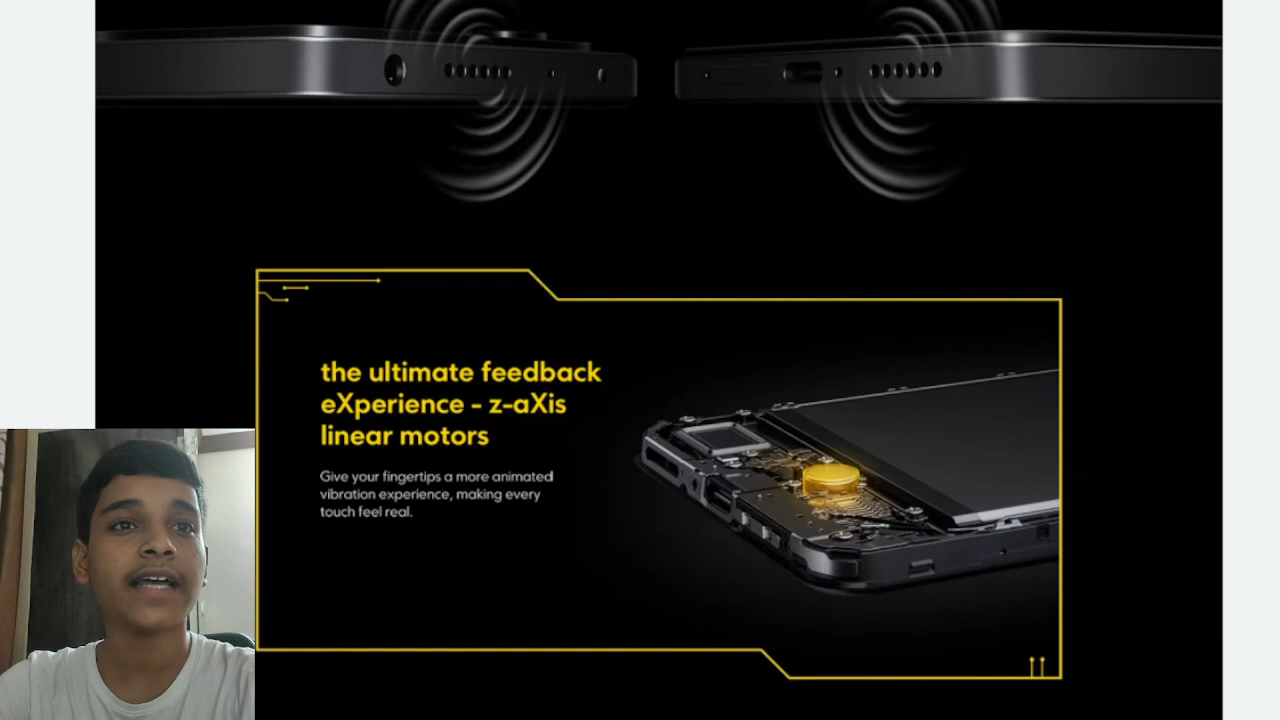 the ultimate feedback
eXperience - z-aXis
linear motors
Give your fingertips a more animated
vibration experience, making every
touch feel real.